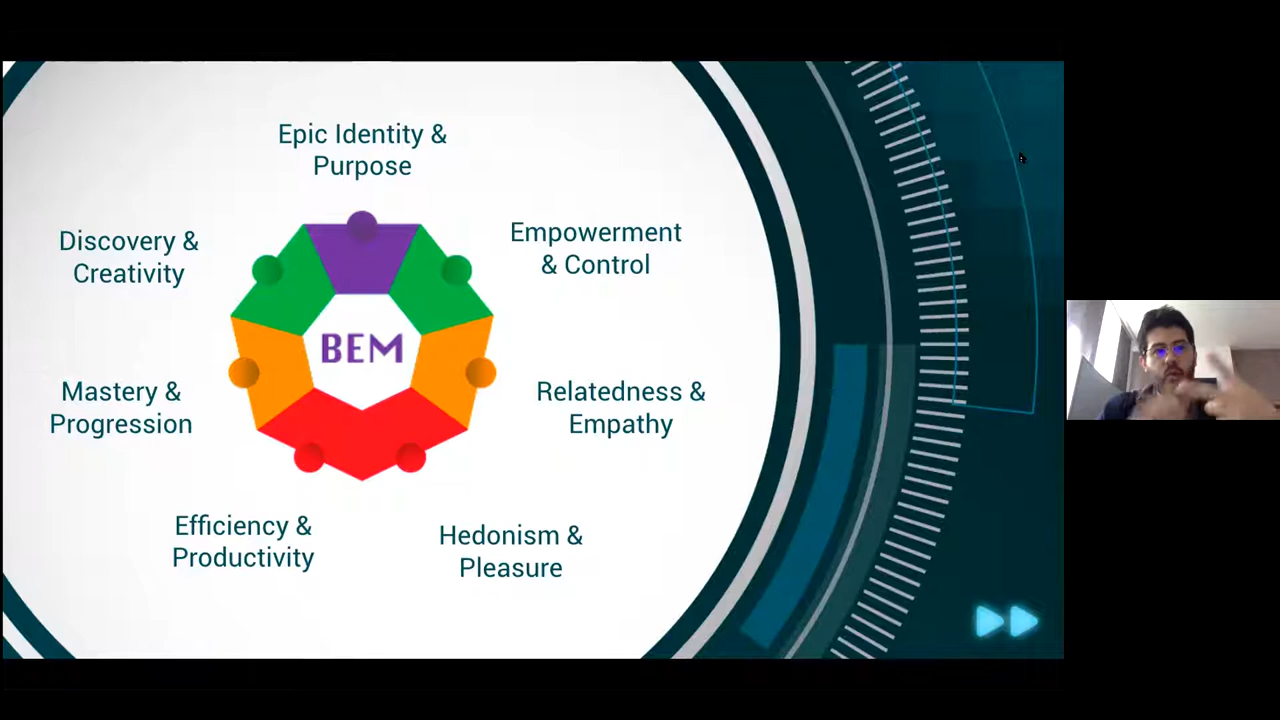 Epic Identity &
Purpose
Discovery &
Creativity
Empowerment
& Control
BEM
Mastery &
Progression
Relatedness &
Empathy
Efficiency &
Productivity
Hedonism &
Pleasure